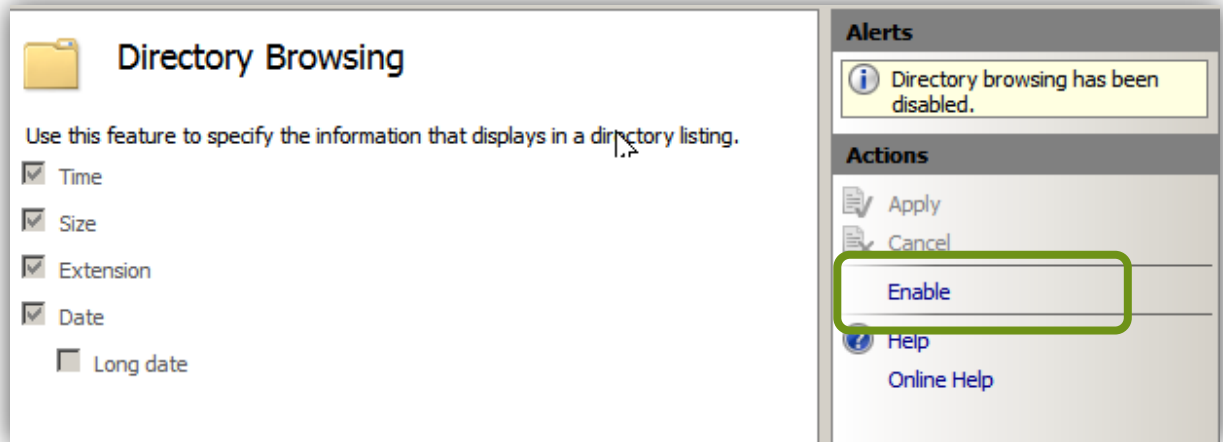 Directory Browsing
Use this feature to specify the information that displays in a directory listing.
Time
Size
Extension
Date
Long date
Alerts
Directory browsing has been
disabled.
Actions
Apply
Cancel
Enable
Help
Online Help